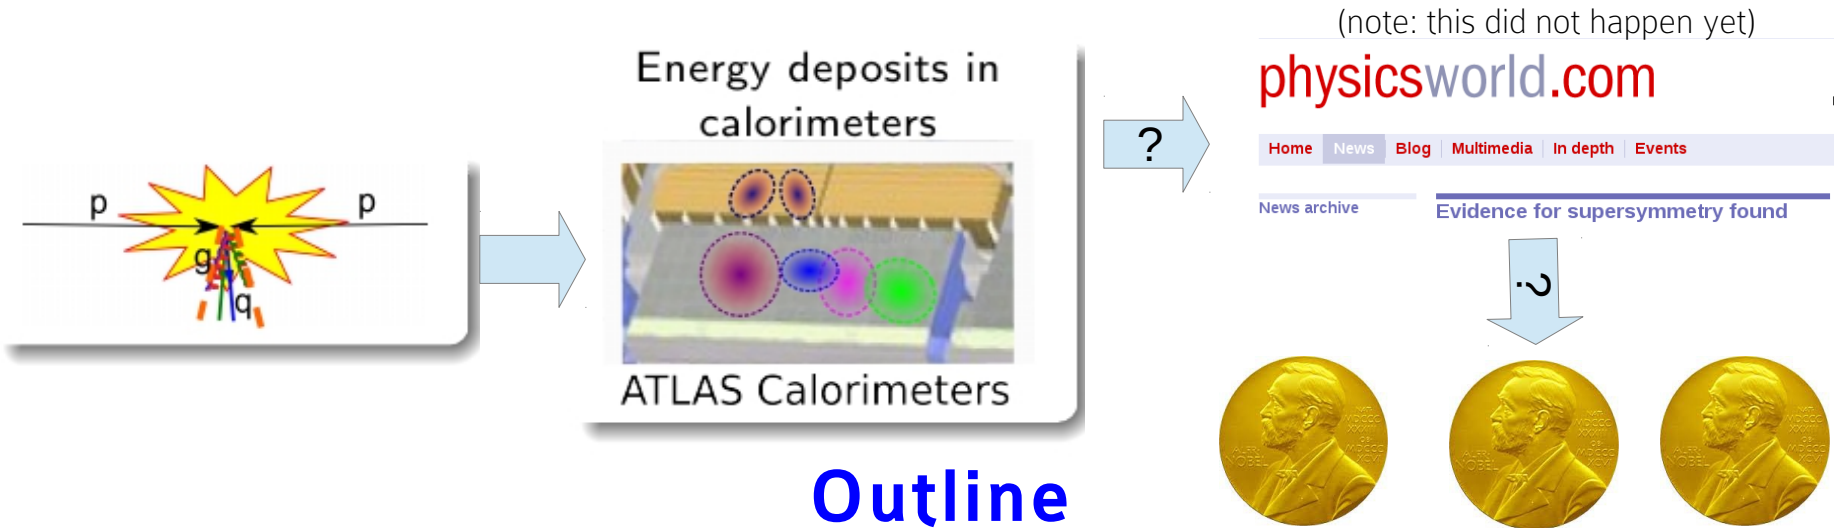 p
p
g
q
Energy deposits in
calorimeters
ATLAS Calorimeters
?
(note: this did not happen yet)
physicsworld.com
Home News Blog Multimedia In depth Events
News archive
Evidence for supersymmetry found
?
Outline